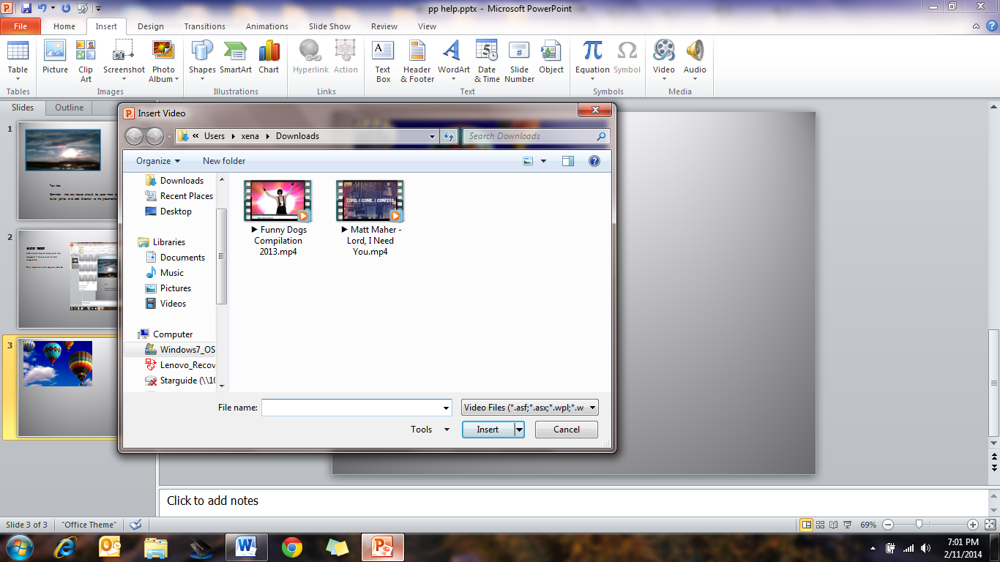 pp help.pptx - Microsoft PowerPoint
File Home Insert Design Transitions Animations Slide Show Review View
Table Picture Clip Art Screenshot Photo Album Shapes SmartArt Chart Hyperlink Action Text Box Header & Footer WordArt Date & Time Slide Number Object Equation Symbol Video Audio
Tables Images Illustrations Links Text Symbols Media
Slides Outline
1
Text box
2
3
Insert Video
« Users xena Downloads
Search Downloads
Organize New folder
Downloads
Recent Places
Desktop
Libraries
Documents
Music
Pictures
Videos
Computer
Windows7_OS
Lenovo_Recov
Starguide (\\10
LORD, I COME, I CONFESS
▶ Funny Dogs
Compilation
2013.mp4
▶ Matt Maher -
Lord, I Need
You.mp4
File name:
Video Files (*.asf;*.asx;*.wpl;*.w
Tools Insert Cancel
Click to add notes
Slide 3 of 3 "Office Theme" 69%
7:01 PM
2/11/2014